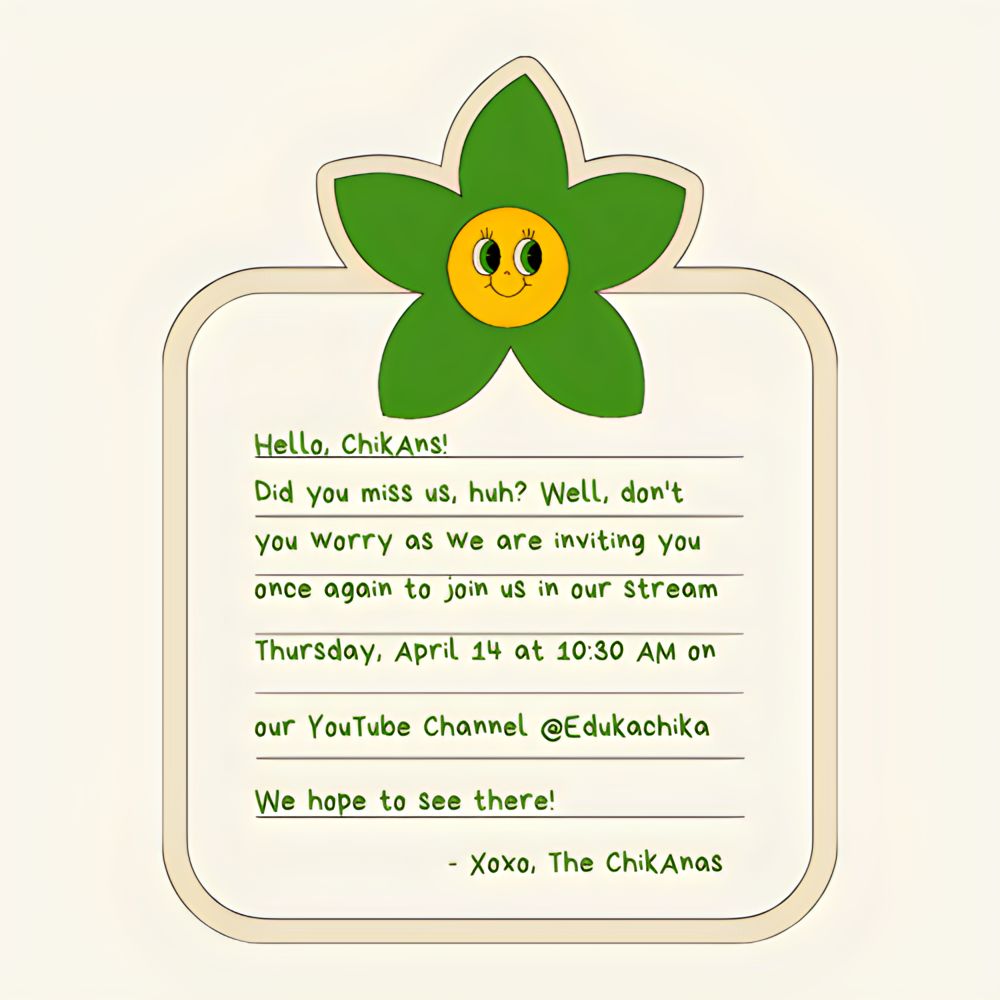 Hello, ChikAns!
Did you miss us, huh? Well, don't
you worry as we are inviting you
once again to join us in our stream
Thursday, April 14 at 10:30 AM on
our YouTube Channel @Edukachika
We hope to see there!
- Xoxo, The ChikAnas